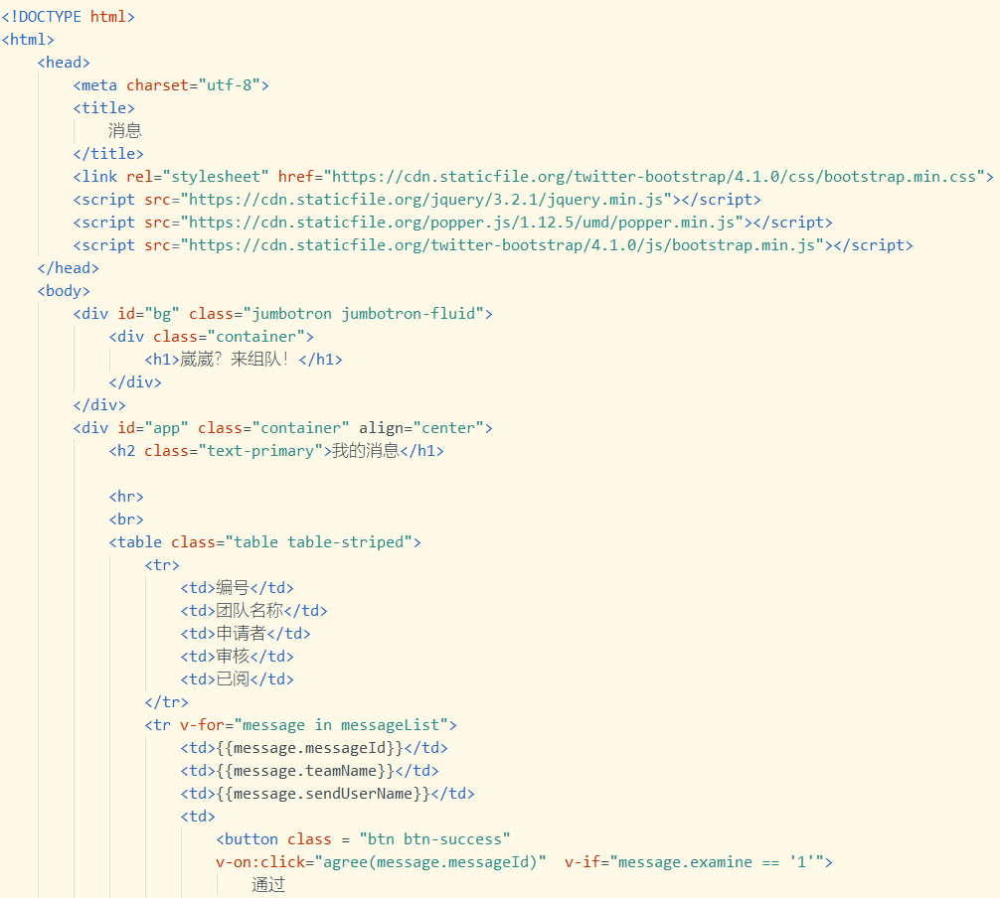 <!DOCTYPE html>
<html>
<head>
<meta charset="utf-8">
<title>
消息
</title>
<link rel="stylesheet" href="https://cdn.staticfile.org/twitter-bootstrap/4.1.0/css/bootstrap.min.css">
<script src="https://cdn.staticfile.org/jquery/3.2.1/jquery.min.js"></script>
<script src="https://cdn.staticfile.org/popper.js/1.12.5/umd/popper.min.js"></script>
<script src="https://cdn.staticfile.org/twitter-bootstrap/4.1.0/js/bootstrap.min.js"></script>
</head>
<body>
<div id="bg" class="jumbotron jumbotron-fluid">
<div class="container">
<h1>崴崴？来组队！</h1>
</div>
</div>
<div id="app" class="container" align="center">
<h2 class="text-primary">我的消息</h1>
<hr>
<br>
<table class="table table-striped">
<tr>
<td>编号</td>
<td>团队名称</td>
<td>申请者</td>
<td>审核</td>
<td>已阅</td>
</tr>
<tr v-for="message in messageList">
<td>{{message.messageId}}</td>
<td>{{message.teamName}}</td>
<td>{{message.sendUserName}}</td>
<td>
<button class = "btn btn-success"
v-on:click="agree(message.messageId)"  v-if="message.examine == '1'">
通过